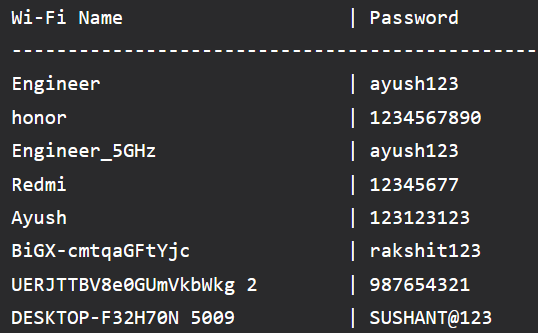 Wi-Fi Name | Password
------------------------------------------------
Engineer | ayush123
honor | 1234567890
Engineer_5GHz | ayush123
Redmi | 12345677
Ayush | 123123123
BiGX-cmtqaGFtYjc | rakshit123
UERJTTBV8e0GUmVkbWkg 2 | 987654321
DESKTOP-F32H70N 5009 | SUSHANT@123